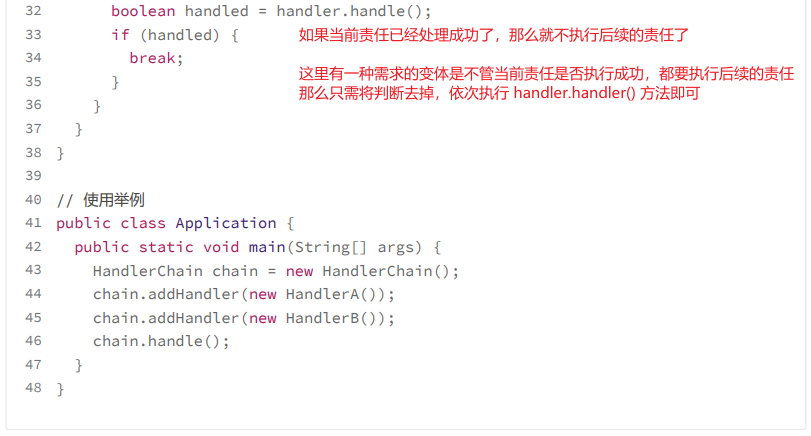 32 boolean handled = handler.handle();
33 if (handled) { 如果当前责任已经处理成功了，那么就不执行后续的责任了
34 break;
这里有一种需求的变体是不管当前责任是否执行成功，都要执行后续的责任
35 }
那么只需将判断去掉，依次执行 handler.handler() 方法即可
36 }
37 }
38 }
39
40 // 使用举例
41 public class Application {
42 public static void main(String[] args) {
43 HandlerChain chain = new HandlerChain();
44 chain.addHandler(new HandlerA());
45 chain.addHandler(new HandlerB());
46 chain.handle();
47 }
48 }